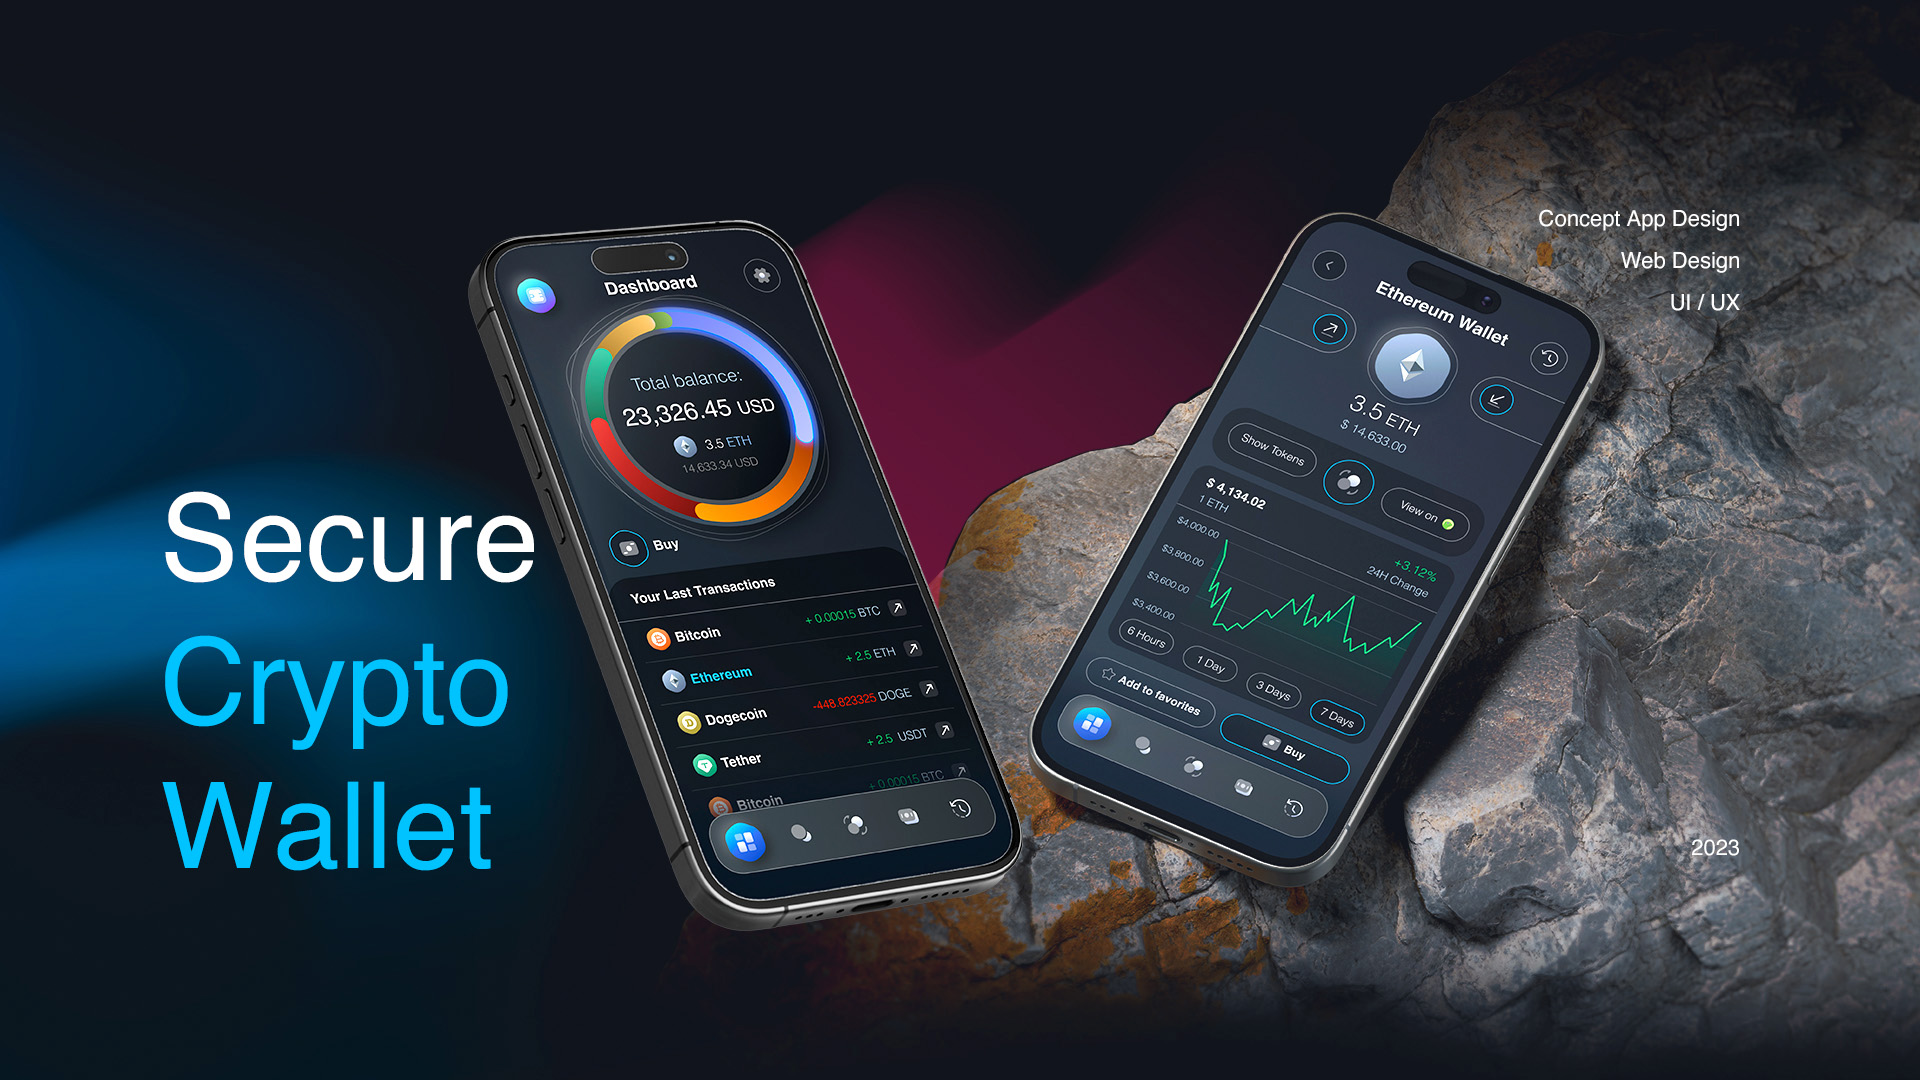 Secure
Crypto
Wallet
Dashboard
Total balance:
23,326.45 USD
3.5 ETH
14,633.34 USD
Buy
Your Last Transactions
Bitcoin
+ 0.00015 BTC
Ethereum
+ 2.5 ETH
Dogecoin
-448.823325 DOGE
Tether
+ 2.5 USDT
Bitcoin
+ 0.00015 BTC
Ethereum Wallet
3.5 ETH
$ 14,633.00
Show Tokens
View on
$ 4,134.02
1 ETH
+3.12%
24H Change
$4,000.00
$3,800.00
$3,600.00
$3,400.00
6 Hours
1 Day
3 Days
7 Days
Add to favorites
Buy
Concept App Design
Web Design
UI / UX
2023